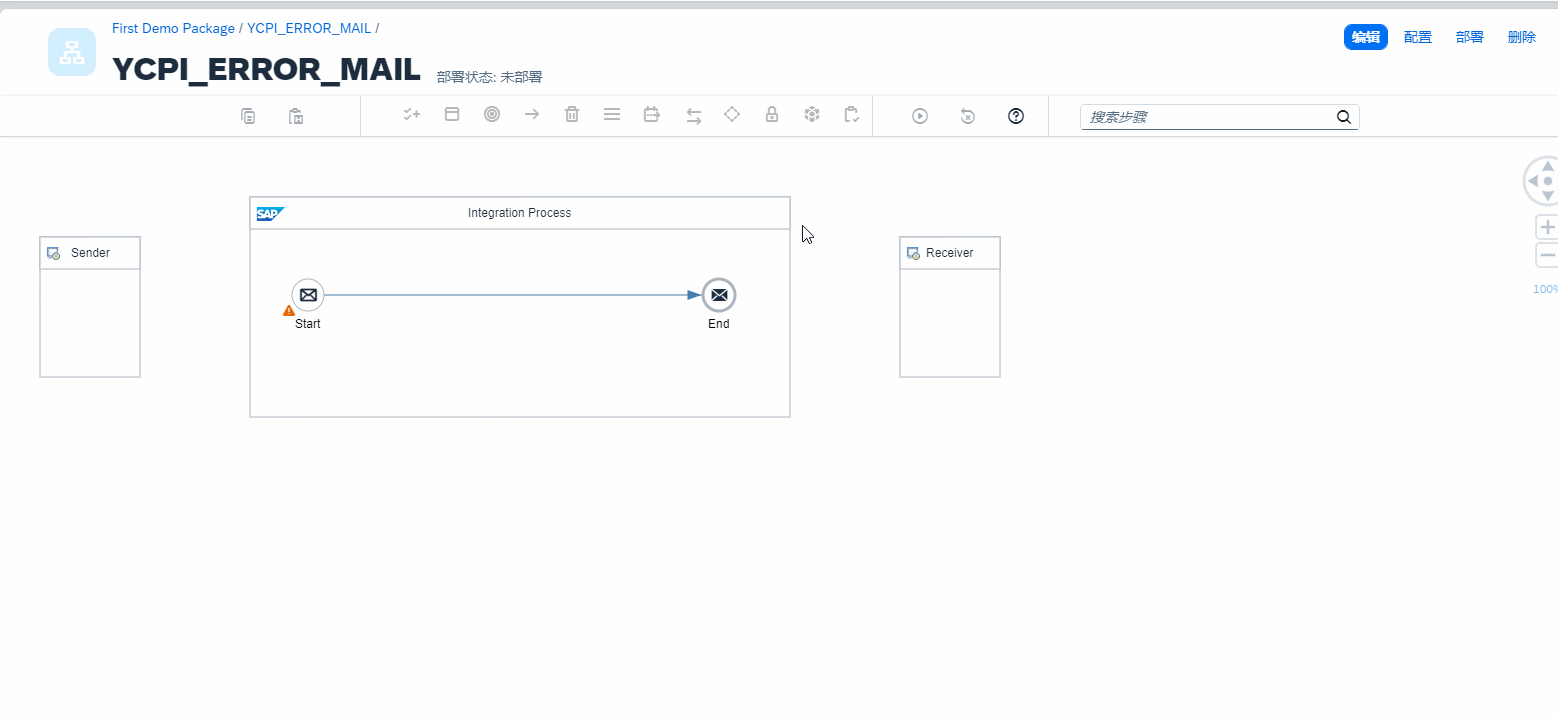 First Demo Package / YCPI_ERROR_MAIL /
编辑 配置 部署 删除
YCPI_ERROR_MAIL 部署状态: 未部署
搜索步骤
SAP Integration Process
Sender
Receiver
Start
End
100%